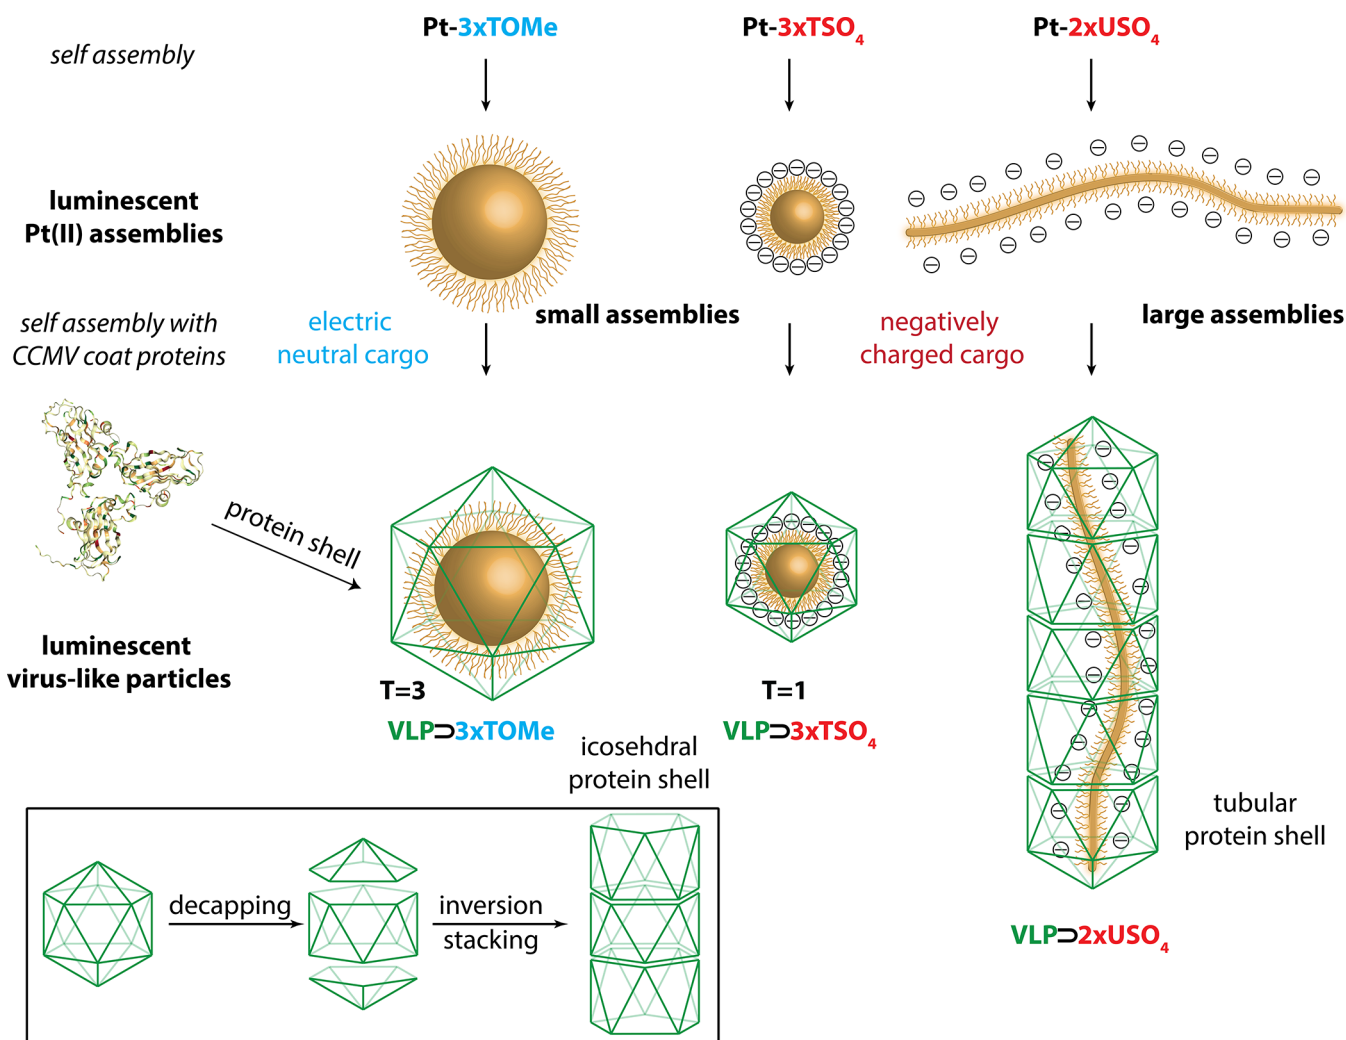 self assembly
Pt-3xTOMe
Pt-3xTSO₄
Pt-2xUSO₄
luminescent
Pt(II) assemblies
self assembly with
CCMV coat proteins
electric
neutral cargo
small assemblies
negatively
charged cargo
large assemblies
protein shell
luminescent
virus-like particles
T=3
VLP⊃3xTOMe
T=1
VLP⊃3xTSO₄
icosehdral
protein shell
tubular
protein shell
VLP⊃2xUSO₄
decapping
inversion
stacking